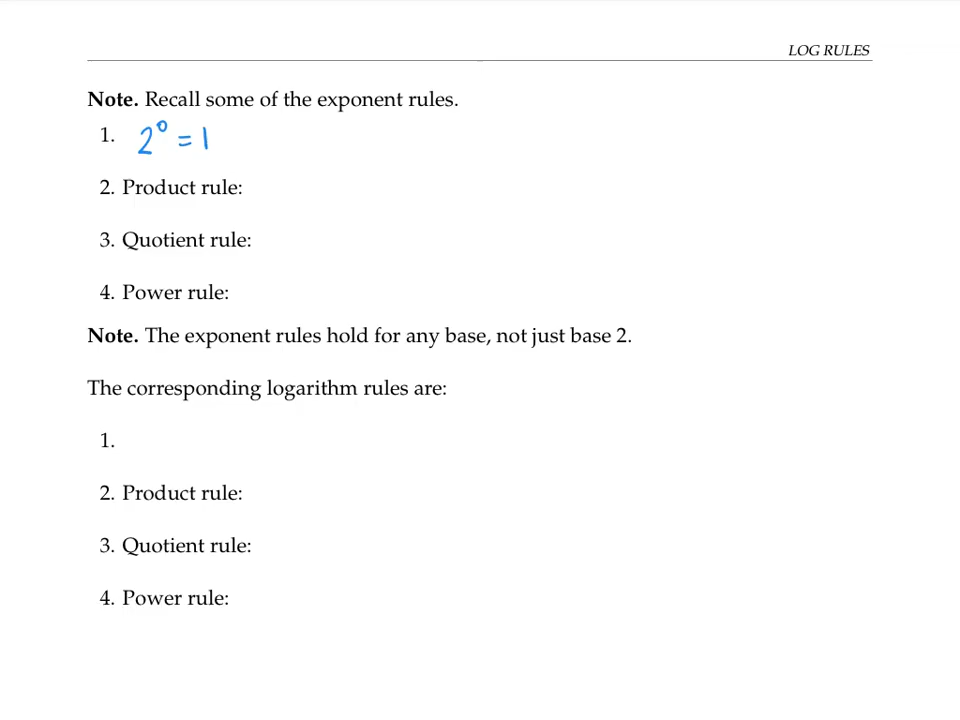 LOG RULES
Note. Recall some of the exponent rules.
1. 2⁰ = 1
2. Product rule:
3. Quotient rule:
4. Power rule:
Note. The exponent rules hold for any base, not just base 2.
The corresponding logarithm rules are:
1.
2. Product rule:
3. Quotient rule:
4. Power rule: